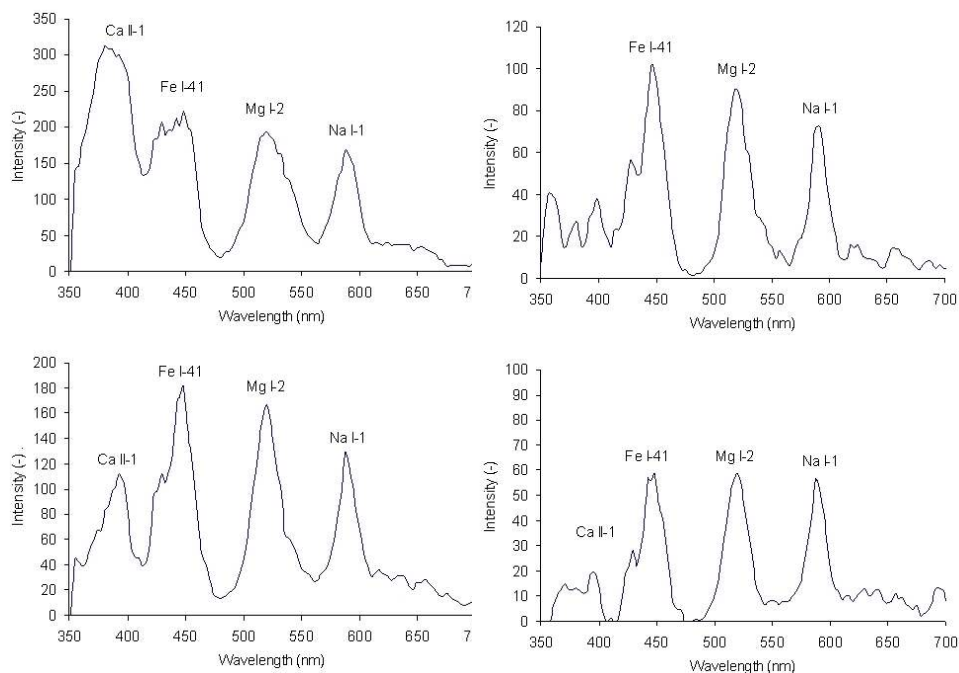 350
300
250
200
150
100
50
0
Intensity (-)
Ca II-1
Fe I-41
Mg I-2
Na I-1
350 400 450 500 550 600 650 7
Wavelength (nm)
120
100
80
60
40
20
0
Intensity (-)
Fe I-41
Mg I-2
Na I-1
350 400 450 500 550 600 650 700
Wavelength (nm)
200
180
160
140
120
100
80
60
40
20
0
Intensity (-) .
Ca II-1
Fe I-41
Mg I-2
Na I-1
350 400 450 500 550 600 650 7
Wavelength (nm)
100
90
80
70
60
50
40
30
20
10
0
Intensity (-)
Ca II-1
Fe I-41
Mg I-2
Na I-1
350 400 450 500 550 600 650 700
Wavelength (nm)